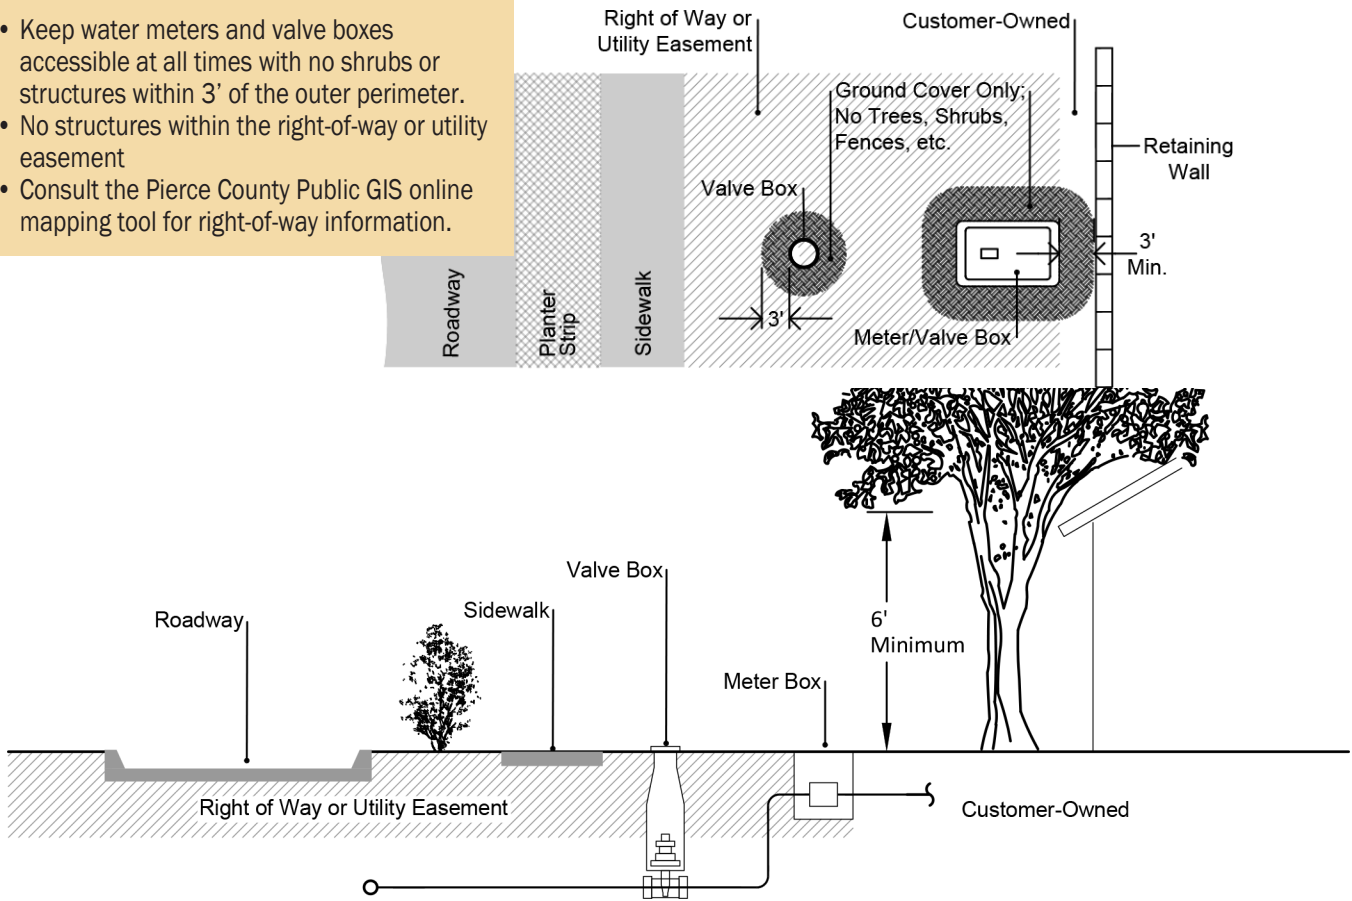 • Keep water meters and valve boxes
accessible at all times with no shrubs or
structures within 3’ of the outer perimeter.
• No structures within the right-of-way or utility
easement
• Consult the Pierce County Public GIS online
mapping tool for right-of-way information.
Right of Way or
Utility Easement
Customer-Owned
Ground Cover Only;
No Trees, Shrubs,
Fences, etc.
Retaining
Wall
Valve Box
3'
Min.
Roadway
Planter
Strip
Sidewalk
3'
Meter/Valve Box
Valve Box
Sidewalk
Roadway
6'
Minimum
Meter Box
Right of Way or Utility Easement
Customer-Owned